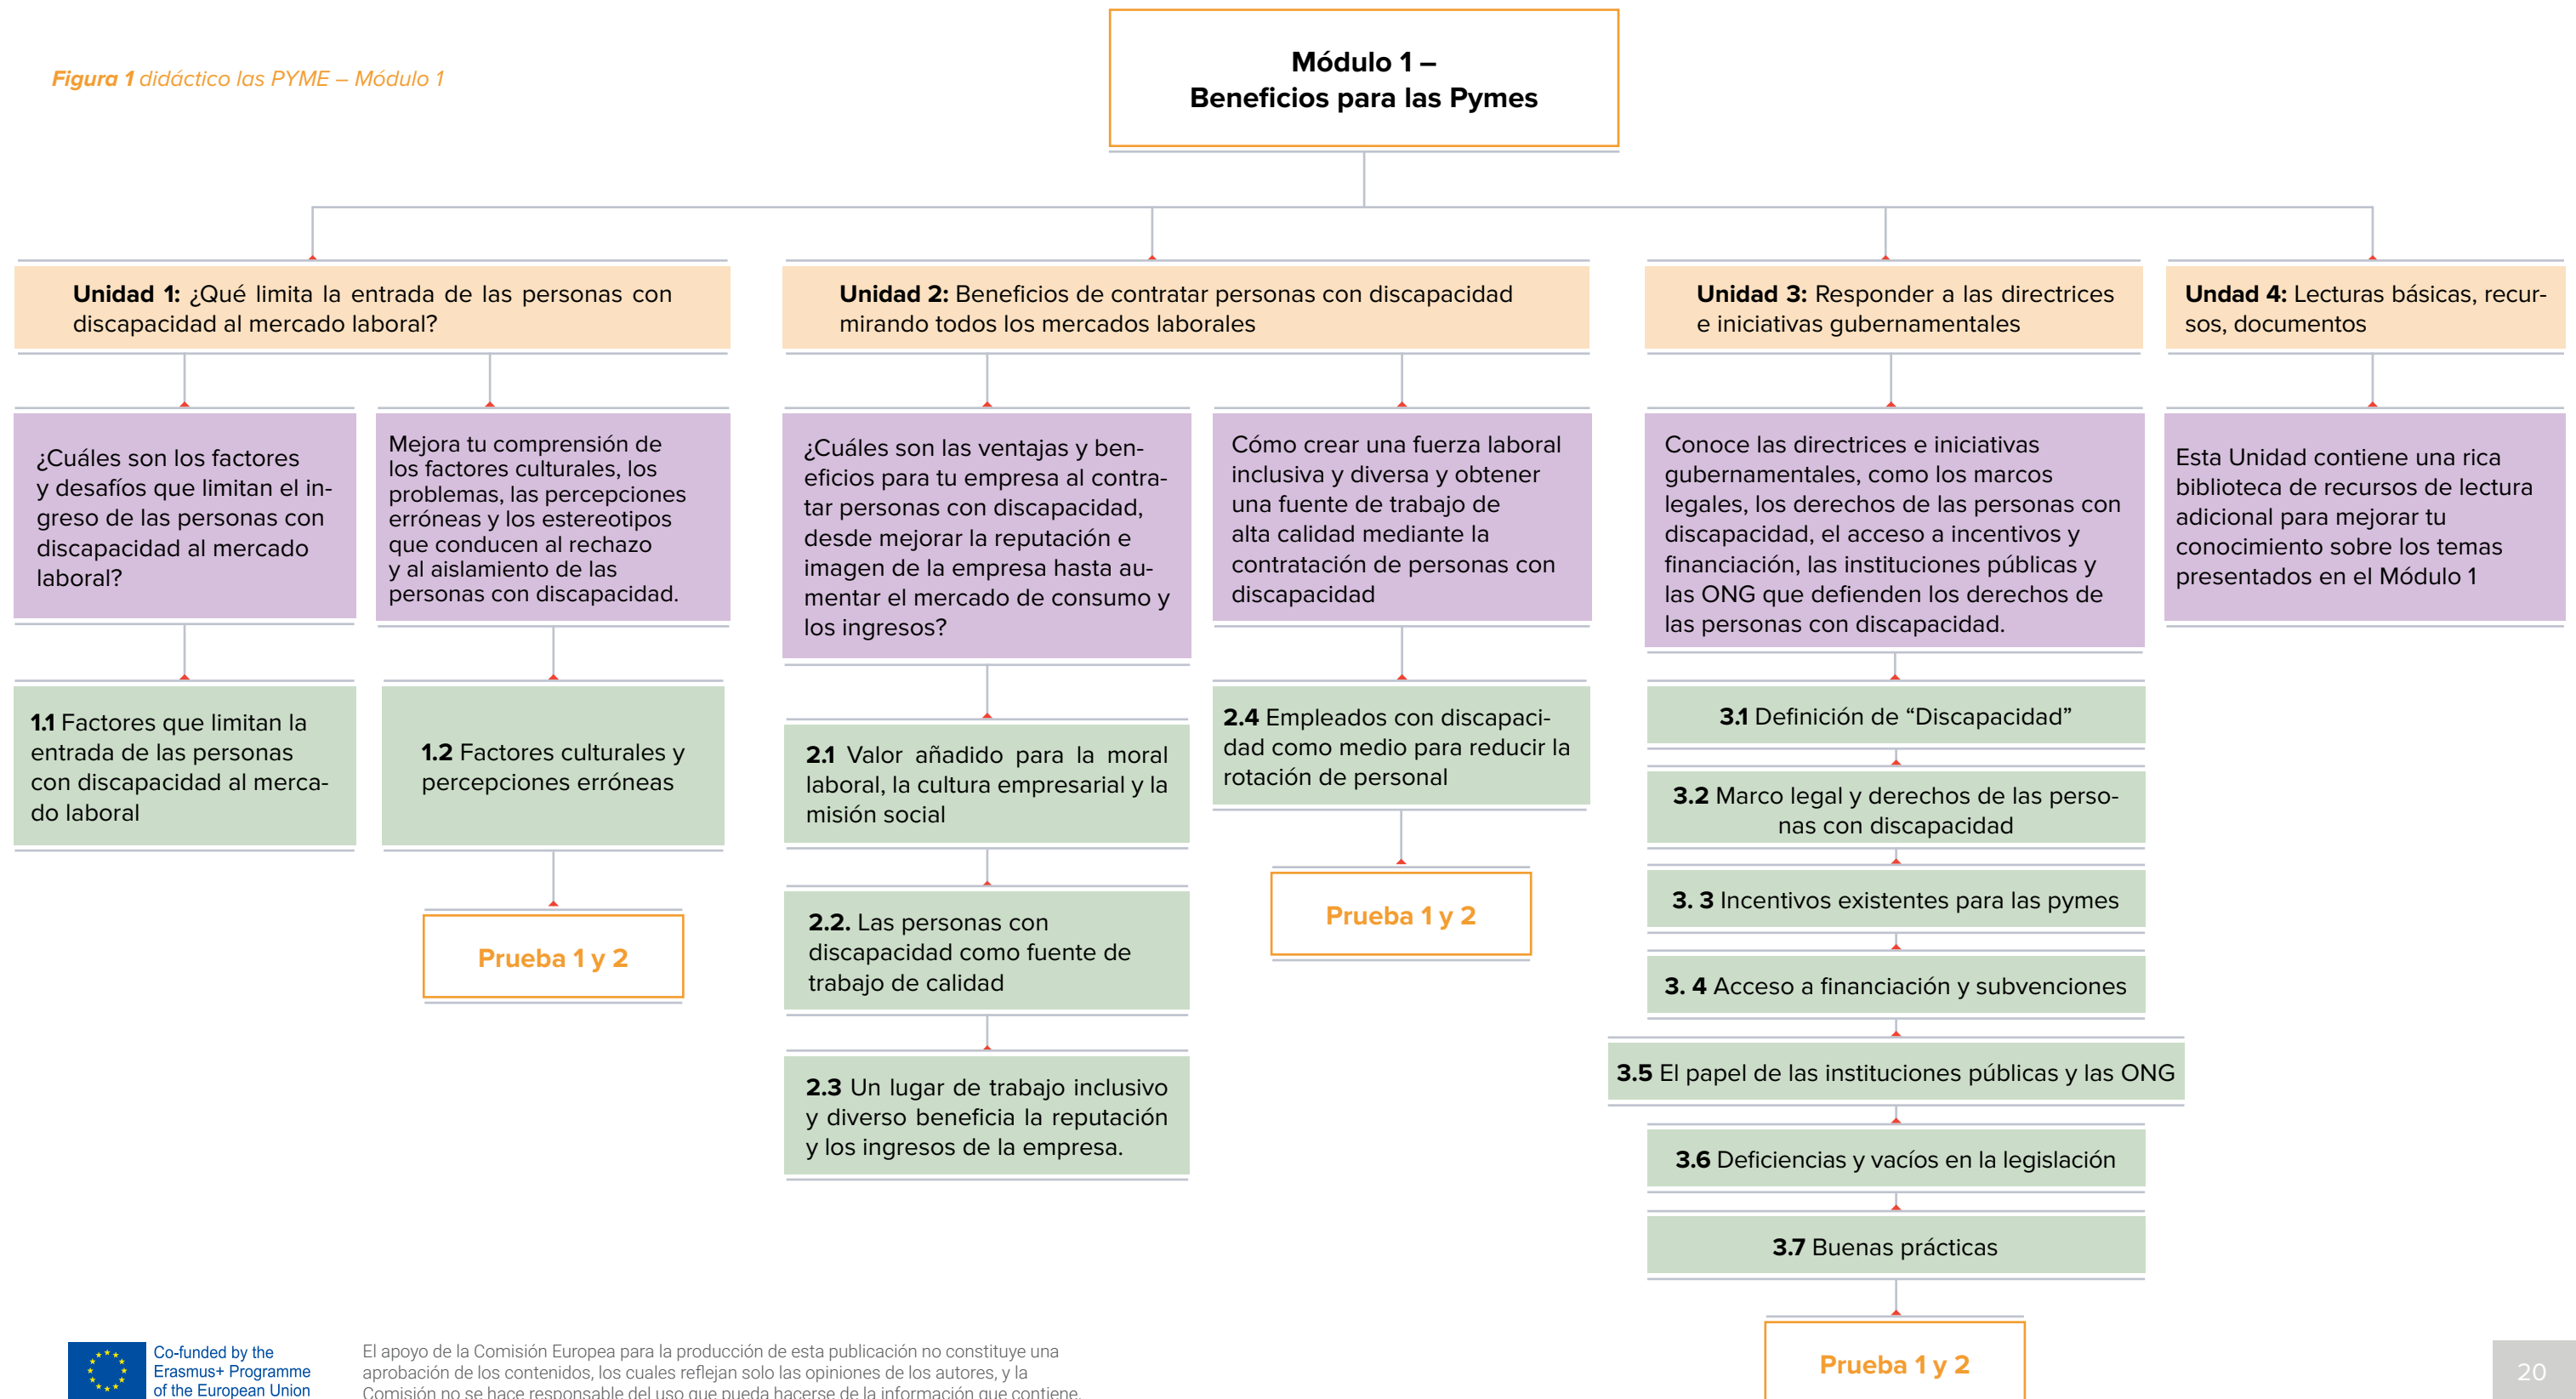 Figura 1 didáctico las PYME – Módulo 1
Módulo 1 –
Beneficios para las Pymes
Unidad 1: ¿Qué limita la entrada de las personas con
discapacidad al mercado laboral?
Unidad 2: Beneficios de contratar personas con discapacidad
mirando todos los mercados laborales
Unidad 3: Responder a las directrices
e iniciativas gubernamentales
Undad 4: Lecturas básicas, recur-
sos, documentos
¿Cuáles son los factores
y desafíos que limitan el in-
greso de las personas con
discapacidad al mercado
laboral?
Mejora tu comprensión de
los factores culturales, los
problemas, las percepciones
erróneas y los estereotipos
que conducen al rechazo
y al aislamiento de las
personas con discapacidad.
¿Cuáles son las ventajas y ben-
eficios para tu empresa al contra-
tar personas con discapacidad,
desde mejorar la reputación e
imagen de la empresa hasta au-
mentar el mercado de consumo y
los ingresos?
Cómo crear una fuerza laboral
inclusiva y diversa y obtener
una fuente de trabajo de
alta calidad mediante la
contratación de personas con
discapacidad
Conoce las directrices e iniciativas
gubernamentales, como los marcos
legales, los derechos de las personas con
discapacidad, el acceso a incentivos y
financiación, las instituciones públicas y
las ONG que defienden los derechos de
las personas con discapacidad.
Esta Unidad contiene una rica
biblioteca de recursos de lectura
adicional para mejorar tu
conocimiento sobre los temas
presentados en el Módulo 1
1.1 Factores que limitan la
entrada de las personas
con discapacidad al merca-
do laboral
1.2 Factores culturales y
percepciones erróneas
Prueba 1 y 2
2.1 Valor añadido para la moral
laboral, la cultura empresarial y la
misión social
2.2. Las personas con
discapacidad como fuente de
trabajo de calidad
2.3 Un lugar de trabajo inclusivo
y diverso beneficia la reputación
y los ingresos de la empresa.
2.4 Empleados con discapaci-
dad como medio para reducir la
rotación de personal
Prueba 1 y 2
3.1 Definición de “Discapacidad”
3.2 Marco legal y derechos de las perso-
nas con discapacidad
3. 3 Incentivos existentes para las pymes
3. 4 Acceso a financiación y subvenciones
3.5 El papel de las instituciones públicas y las ONG
3.6 Deficiencias y vacíos en la legislación
3.7 Buenas prácticas
Prueba 1 y 2
Co-funded by the
Erasmus+ Programme
of the European Union
El apoyo de la Comisión Europea para la producción de esta publicación no constituye una
aprobación de los contenidos, los cuales reflejan solo las opiniones de los autores, y la
Comisión no se hace responsable del uso que pueda hacerse de la información que contiene.
20